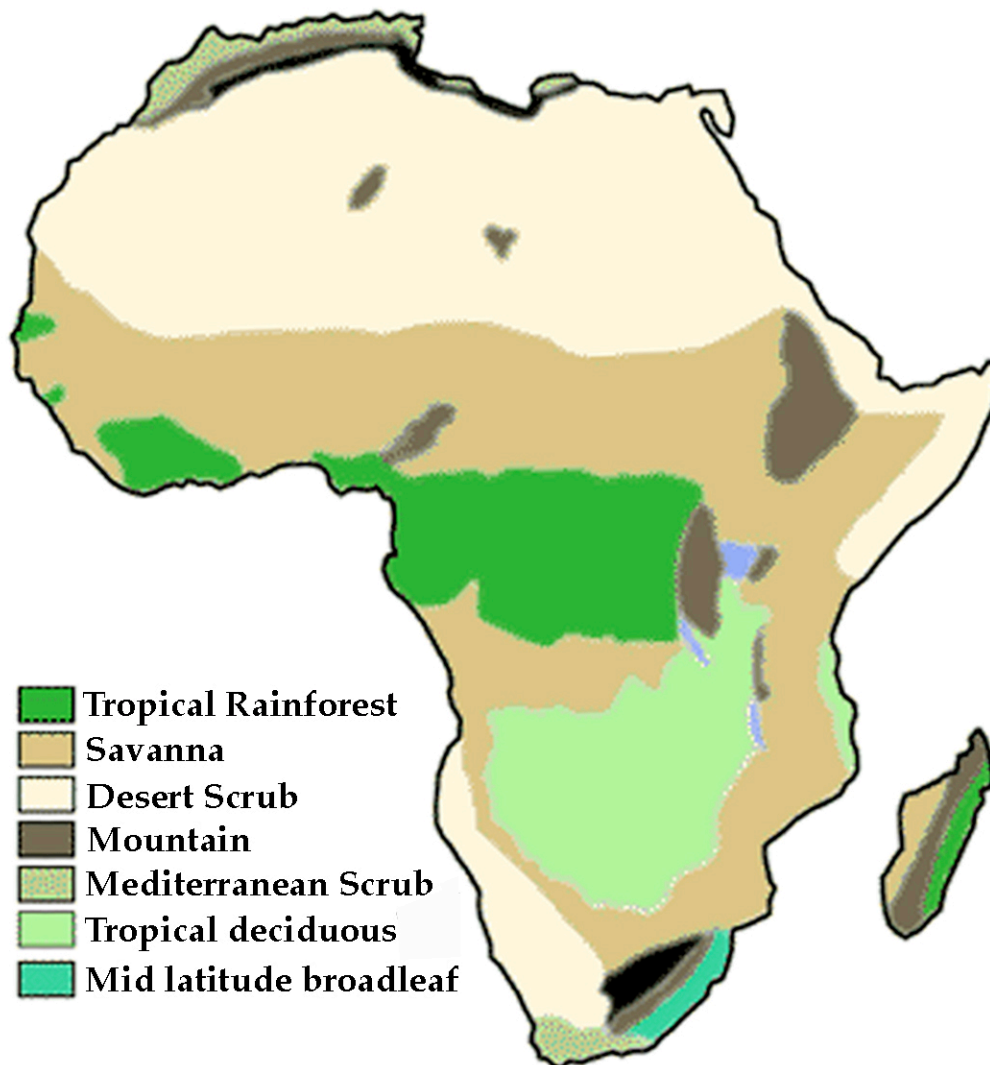 Tropical Rainforest
Savanna
Desert Scrub
Mountain
Mediterranean Scrub
Tropical deciduous
Mid latitude broadleaf